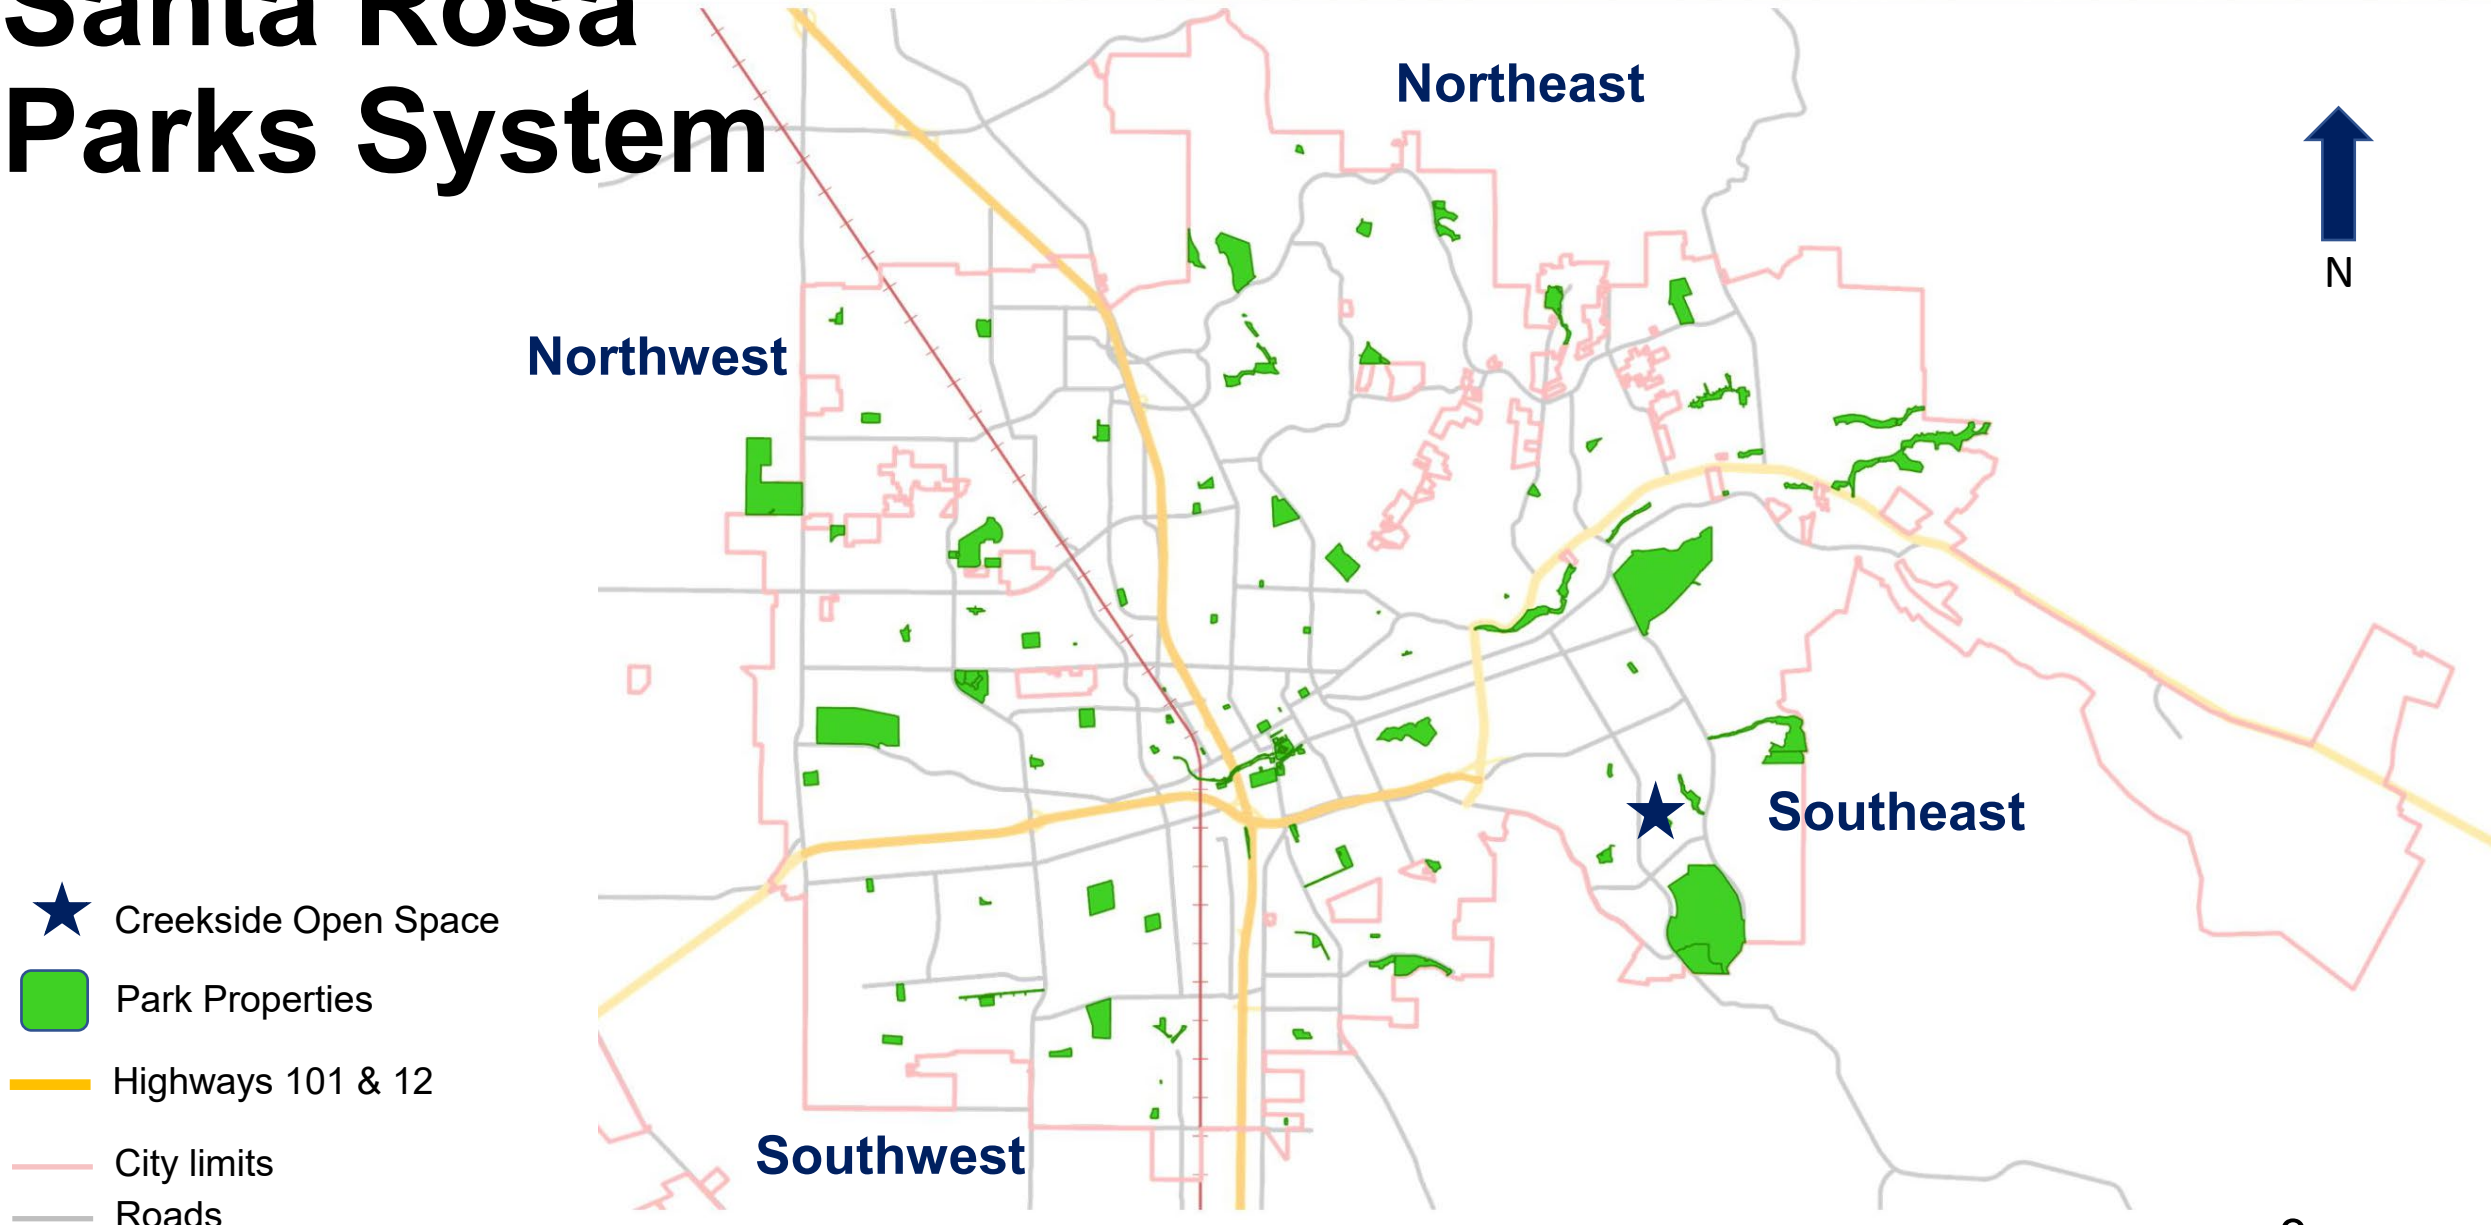 Santa Rosa
Parks System
Northeast
N
Northwest
Southeast
Creekside Open Space
Park Properties
Highways 101 & 12
City limits
Roads
Southwest